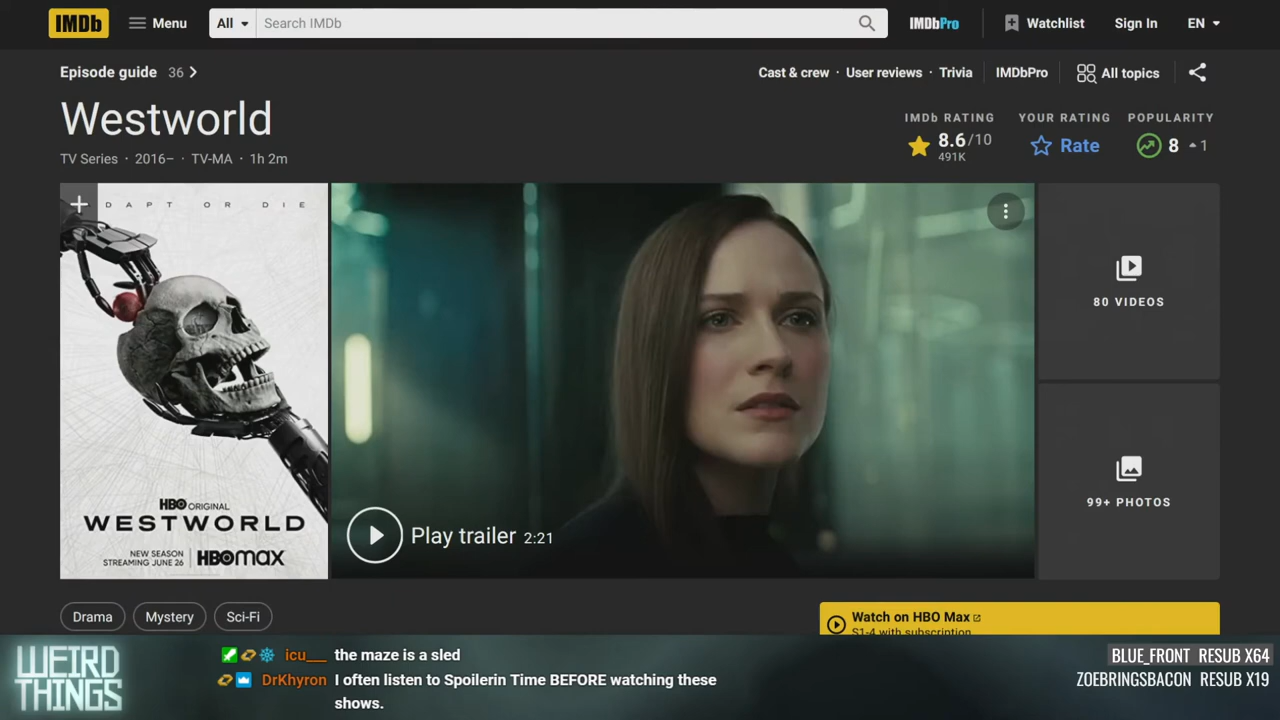 IMDb
Menu
All
Search IMDb
IMDbPro
Watchlist
Sign In
EN
Episode guide 36
Cast & crew · User reviews · Trivia
IMDbPro
All topics
Westworld
TV Series · 2016– · TV-MA · 1h 2m
IMDb RATING
8.6/10
491K
YOUR RATING
Rate
POPULARITY
8
1
DAPT OR DIE
HBO ORIGINAL
WESTWORLD
NEW SEASON
STREAMING JUNE 26
HBOMAX
Play trailer 2:21
80 VIDEOS
99+ PHOTOS
Drama
Mystery
Sci-Fi
Watch on HBO Max
S1-4 with subscription
WEIRD
THINGS
icu___ the maze is a sled
DrKhyron I often listen to Spoilerin Time BEFORE watching these
shows.
BLUE_FRONT RESUB X64
ZOEBRINGSBACON RESUB X19